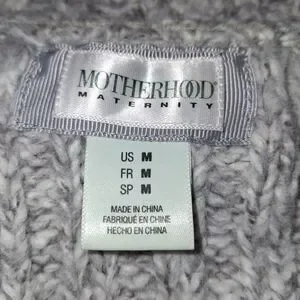 MOTHERHOOD
MATERNITY
US M
FR M
SP M
MADE IN CHINA
FABRIQUÉ EN CHINE
HECHO EN CHINA